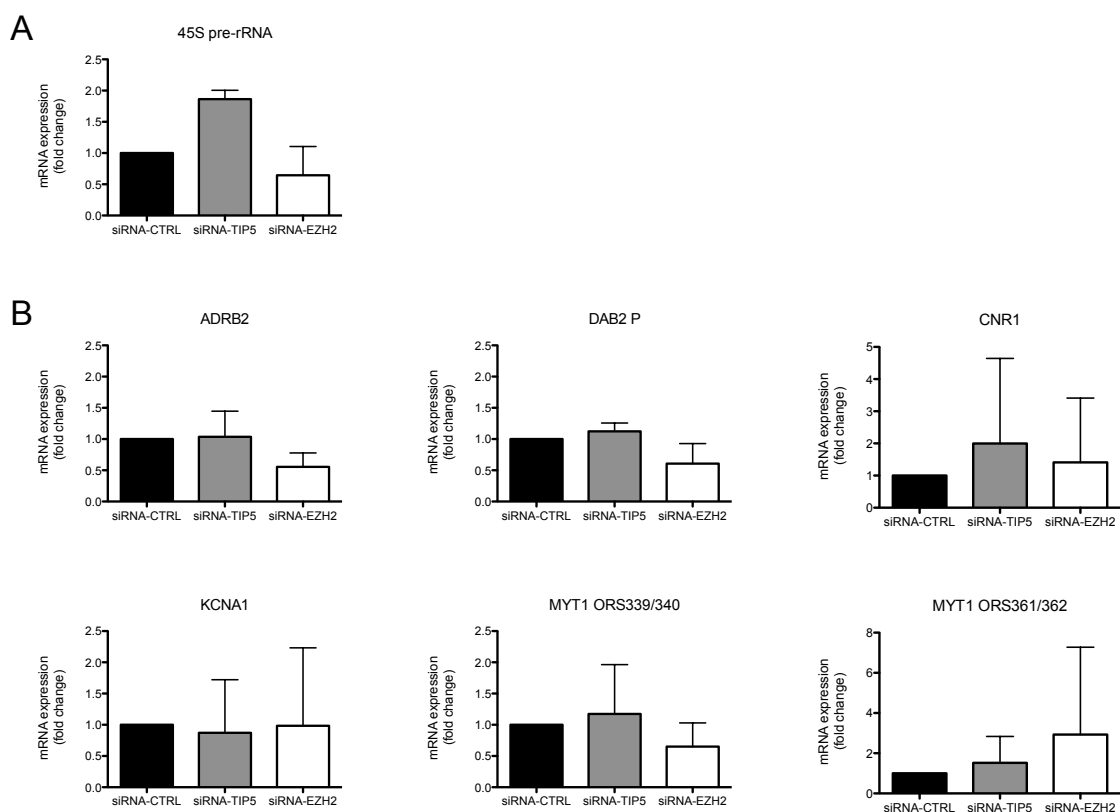 A
45S pre-rRNA
mRNA expression
(fold change)
2.5
2.0
1.5
1.0
0.5
0.0
siRNA-CTRL siRNA-TIP5 siRNA-EZH2
B
ADRB2
mRNA expression
(fold change)
2.5
2.0
1.5
1.0
0.5
0.0
siRNA-CTRL siRNA-TIP5 siRNA-EZH2
DAB2 P
mRNA expression
(fold change)
2.5
2.0
1.5
1.0
0.5
0.0
siRNA-CTRL siRNA-TIP5 siRNA-EZH2
CNR1
mRNA expression
(fold change)
5
4
3
2
1
0
siRNA-CTRL siRNA-TIP5 siRNA-EZH2
KCNA1
mRNA expression
(fold change)
2.5
2.0
1.5
1.0
0.5
0.0
siRNA-CTRL siRNA-TIP5 siRNA-EZH2
MYT1 ORS339/340
mRNA expression
(fold change)
2.5
2.0
1.5
1.0
0.5
0.0
siRNA-CTRL siRNA-TIP5 siRNA-EZH2
MYT1 ORS361/362
mRNA expression
(fold change)
8
6
4
2
0
siRNA-CTRL siRNA-TIP5 siRNA-EZH2